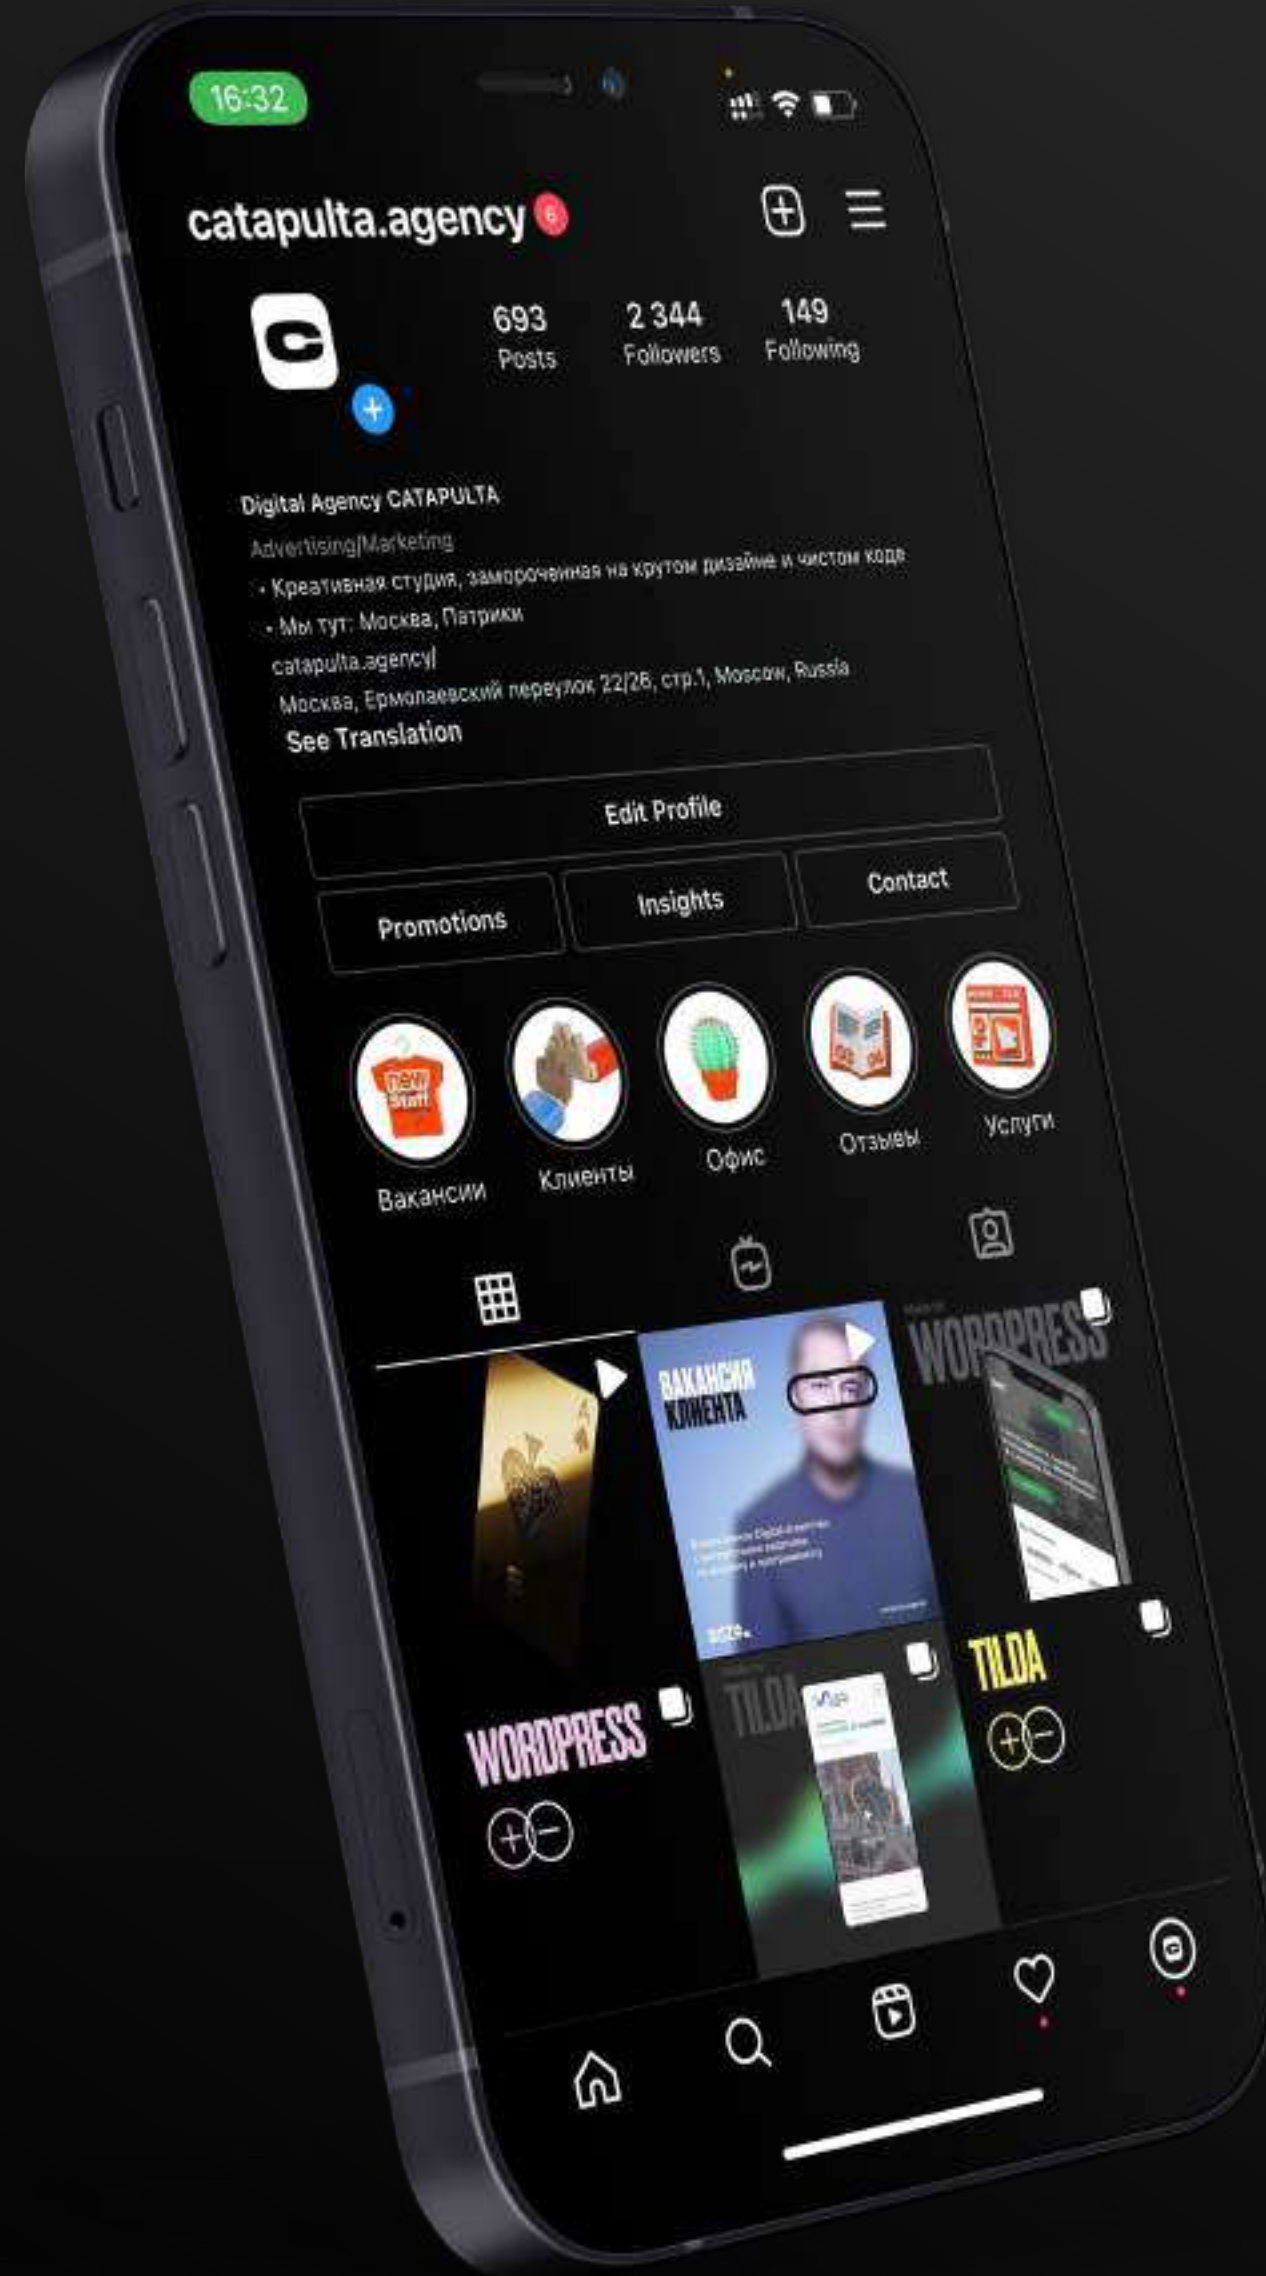 16:32
catapulta.agency 6
693 2 344 149
Posts Followers Following
Digital Agency CATAPULTA
Advertising/Marketing
• Креативная студия, замороченная на крутом дизайне и чистом коде
• Мы тут: Москва, Патрики
catapulta.agency/
Москва, Ермолаевский переулок 22/26, стр.1, Moscow, Russia
See Translation
Edit Profile
Promotions Insights Contact
new
Staff
Вакансии Клиенты Офис Отзывы Услуги
ВАКАНСИЯ
КЛИЕНТА
WORDPRESS
WORDPRESS
TILDA
TILDA